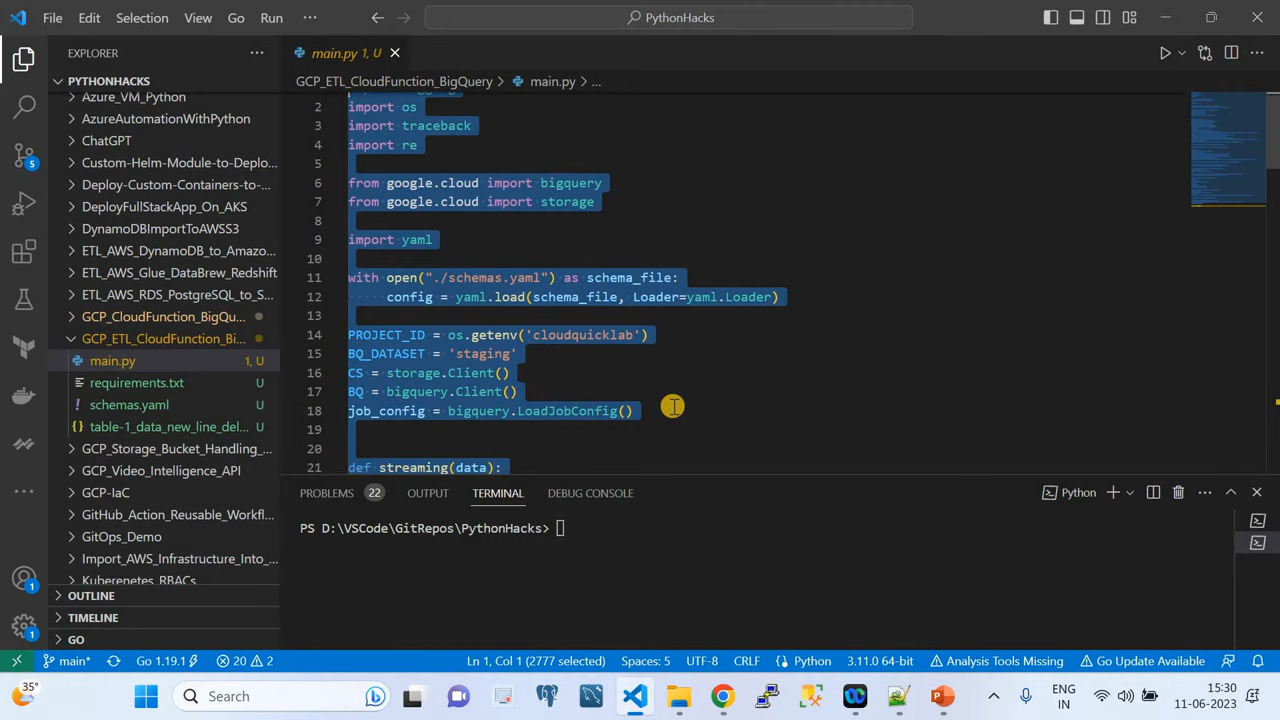 File Edit Selection View Go Run ··· PythonHacks
EXPLORER
main.py 1, U
PYTHONHACKS
GCP_ETL_CloudFunction_BigQuery > main.py > ...
Azure_VM_Python
AzureAutomationWithPython
ChatGPT
Custom-Helm-Module-to-Deplo...
Deploy-Custom-Containers-to-...
DeployFullStackApp_On_AKS
DynamoDBImportToAWSS3
ETL_AWS_DynamoDB_to_Amazo...
ETL_AWS_Glue_DataBrew_Redshift
ETL_AWS_RDS_PostgreSQL_to_S...
GCP_CloudFunction_BigQu...
GCP_ETL_CloudFunction_Bi...
main.py 1, U
requirements.txt U
schemas.yaml U
table-1_data_new_line_del... U
GCP_Storage_Bucket_Handling_...
GCP_Video_Intelligence_API
GCP-IaC
GitHub_Action_Reusable_Workfl...
GitOps_Demo
Import_AWS_Infrastructure_Into_...
Kubernetes_RBACs
OUTLINE
TIMELINE
GO
2 import os
3 import traceback
4 import re
5
6 from google.cloud import bigquery
7 from google.cloud import storage
8
9 import yaml
10
11 with open("./schemas.yaml") as schema_file:
12 config = yaml.load(schema_file, Loader=yaml.Loader)
13
14 PROJECT_ID = os.getenv('cloudquicklab')
15 BQ_DATASET = 'staging'
16 CS = storage.Client()
17 BQ = bigquery.Client()
18 job_config = bigquery.LoadJobConfig()
19
20
21 def streaming(data):
PROBLEMS 22 OUTPUT TERMINAL DEBUG CONSOLE Python
PS D:\VSCode\GitRepos\PythonHacks>
5
1
1
main* Go 1.19.1 20 2 Ln 1, Col 1 (2777 selected) Spaces: 5 UTF-8 CRLF Python 3.11.0 64-bit Analysis Tools Missing Go Update Available
35° Search ENG IN 15:30 11-06-2023